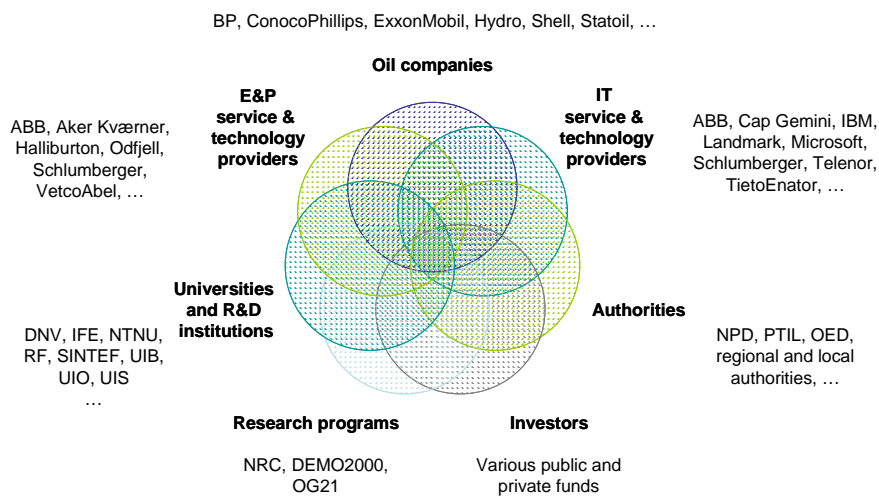 BP, ConocoPhillips, ExxonMobil, Hydro, Shell, Statoil, …
Oil companies
E&P
service &
technology
providers
IT
service &
technology
providers
ABB, Aker Kværner,
Halliburton, Odfjell,
Schlumberger,
VetcoAbel, …
ABB, Cap Gemini, IBM,
Landmark, Microsoft,
Schlumberger, Telenor,
TietoEnator, …
Universities
and R&D
institutions
Authorities
DNV, IFE, NTNU,
RF, SINTEF, UIB,
UIO, UIS
…
NPD, PTIL, OED,
regional and local
authorities, …
Research programs
Investors
NRC, DEMO2000,
OG21
Various public and
private funds